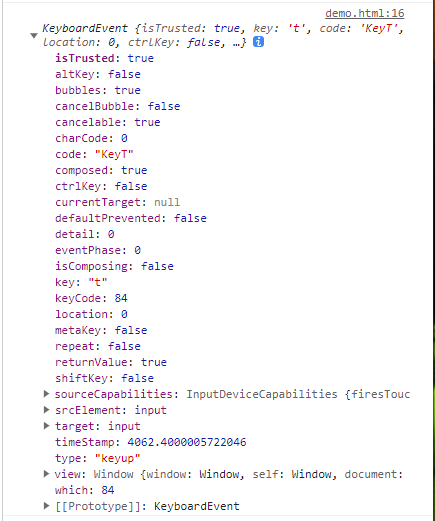 demo.html:16
KeyboardEvent {isTrusted: true, key: 't', code: 'KeyT',
location: 0, ctrlKey: false, …} i
isTrusted: true
altKey: false
bubbles: true
cancelBubble: false
cancelable: true
charCode: 0
code: "KeyT"
composed: true
ctrlKey: false
currentTarget: null
defaultPrevented: false
detail: 0
eventPhase: 0
isComposing: false
key: "t"
keyCode: 84
location: 0
metaKey: false
repeat: false
returnValue: true
shiftKey: false
sourceCapabilities: InputDeviceCapabilities {firesTouc
srcElement: input
target: input
timeStamp: 4062.4000005722046
type: "keyup"
view: Window {window: Window, self: Window, document:
which: 84
[[Prototype]]: KeyboardEvent